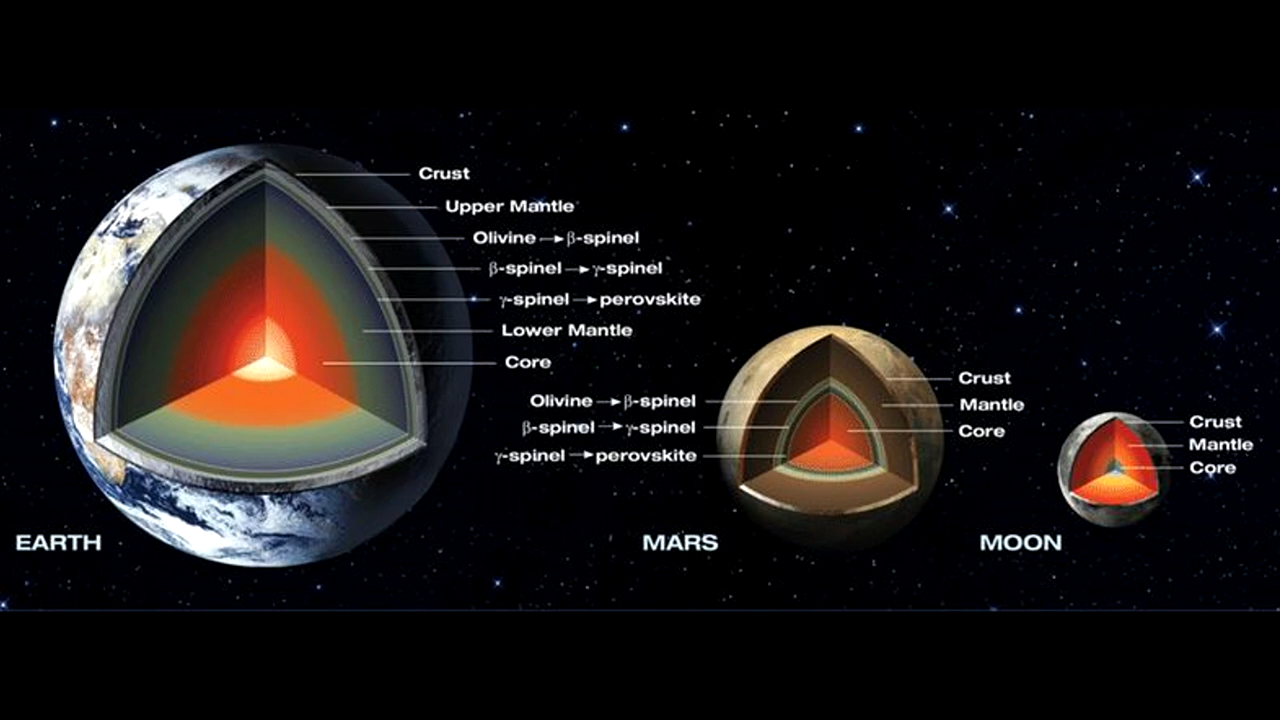 Crust
Upper Mantle
Olivine → β-spinel
β-spinel → γ-spinel
γ-spinel → perovskite
Lower Mantle
Core
EARTH
Olivine → β-spinel
β-spinel → γ-spinel
γ-spinel → perovskite
Crust
Mantle
Core
MARS
Crust
Mantle
Core
MOON